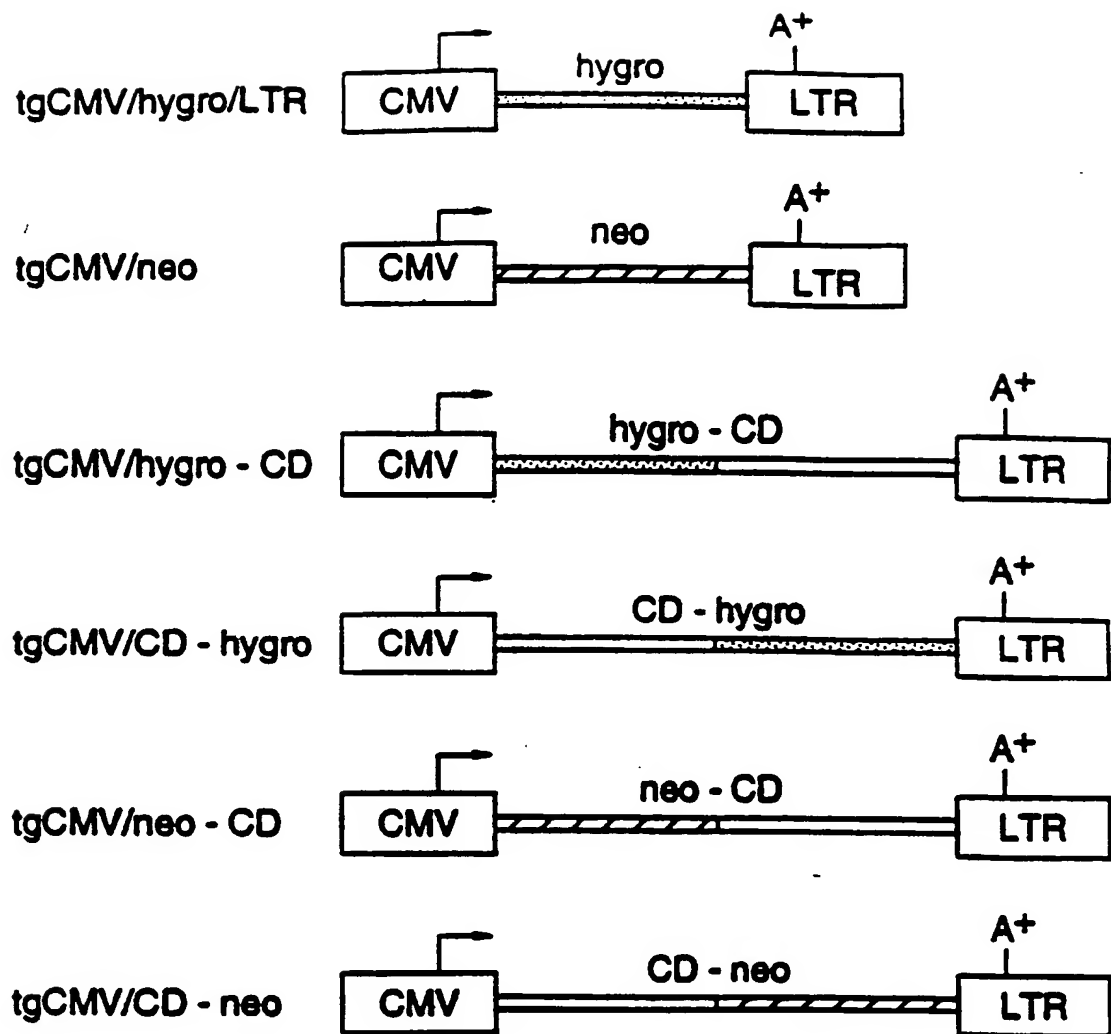 A+
hygro
tgCMV/hygro/LTR CMV LTR
A+
neo
tgCMV/neo CMV LTR
A+
hygro - CD
tgCMV/hygro - CD CMV LTR
A+
CD - hygro
tgCMV/CD - hygro CMV LTR
A+
neo - CD
tgCMV/neo - CD CMV LTR
A+
CD - neo
tgCMV/CD - neo CMV LTR